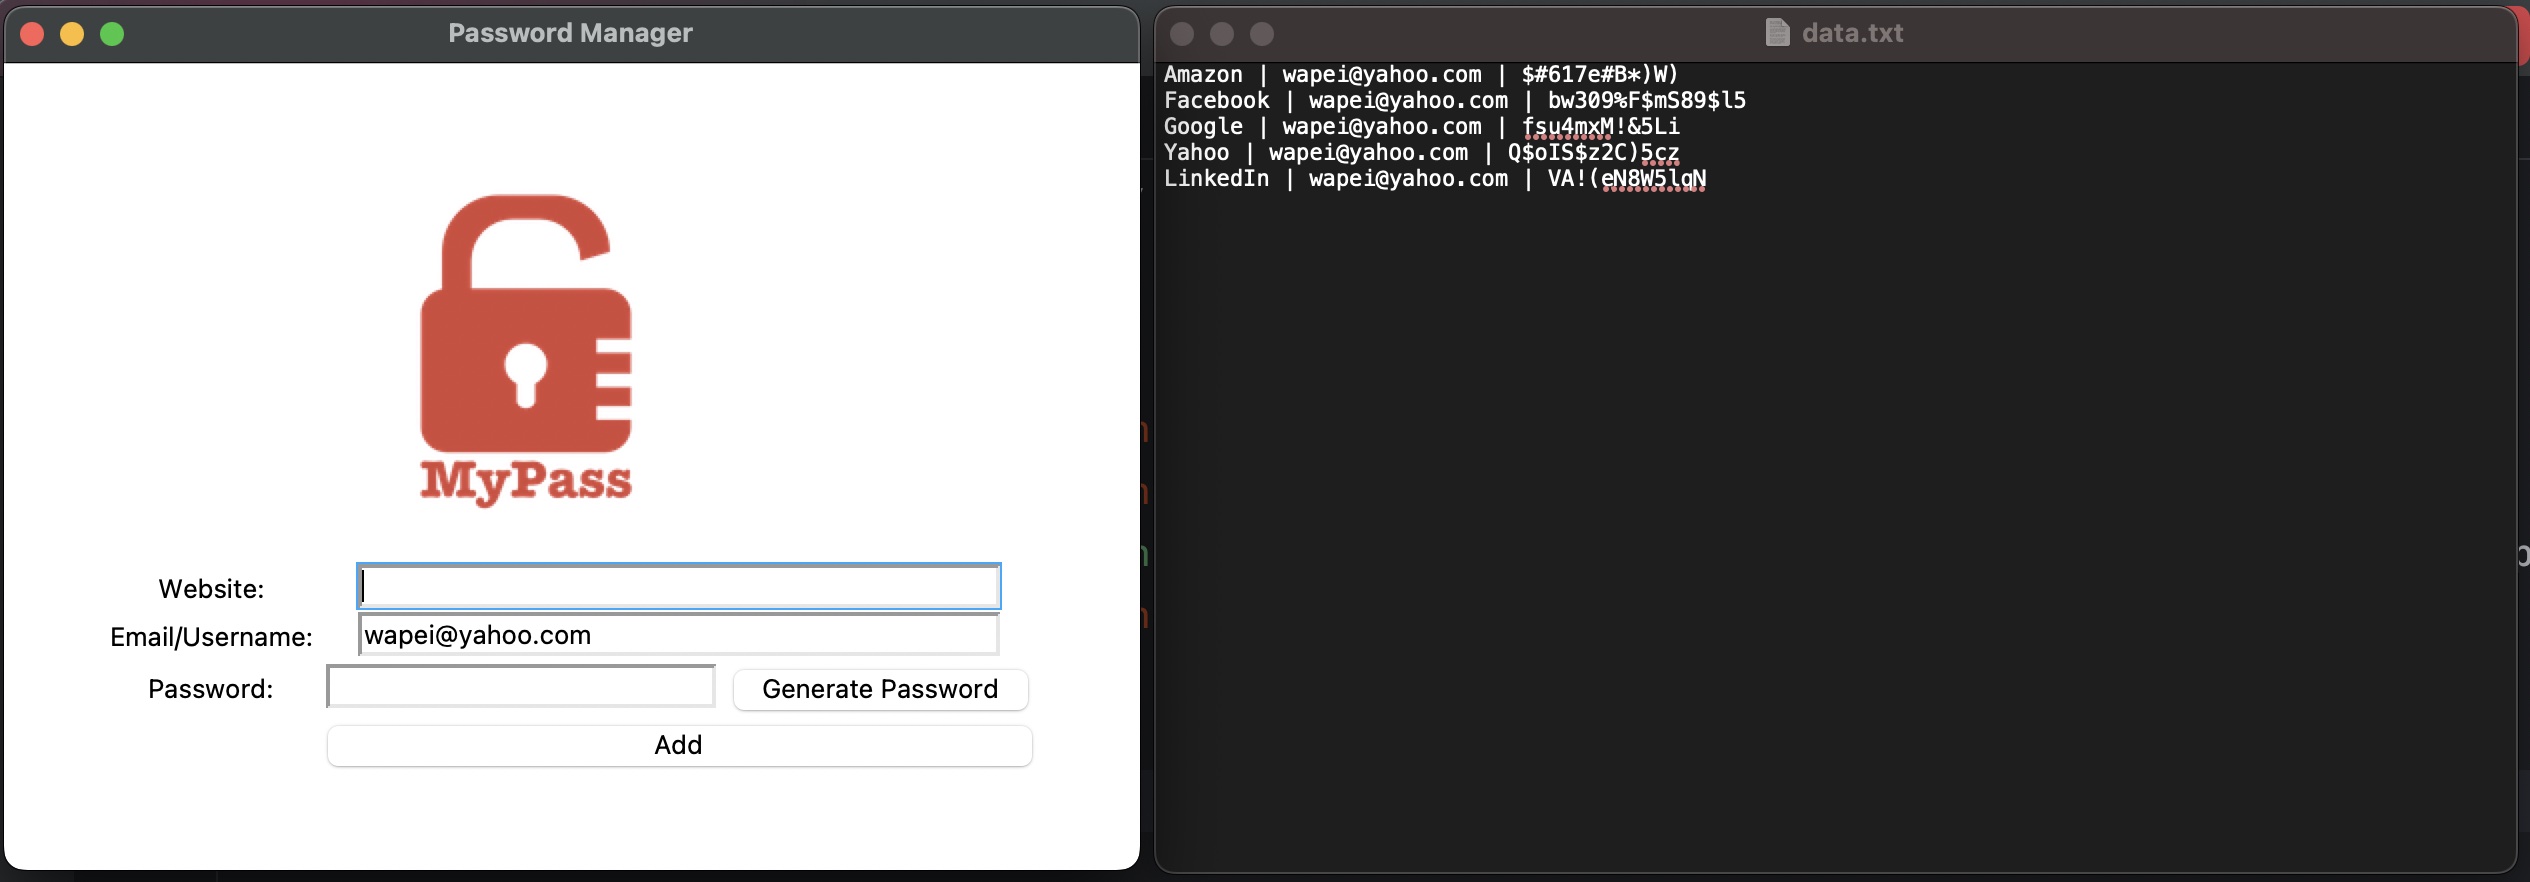 Password Manager
MyPass
Website:
Email/Username: wapei@yahoo.com
Password: Generate Password
Add
data.txt
Amazon | wapei@yahoo.com | $#617e#B*)W)
Facebook | wapei@yahoo.com | bw309%F$mS89$l5
Google | wapei@yahoo.com | fsu4mxM!&5Li
Yahoo | wapei@yahoo.com | Q$oIS$z2C)5cz
LinkedIn | wapei@yahoo.com | VA!(eN8W5lqN